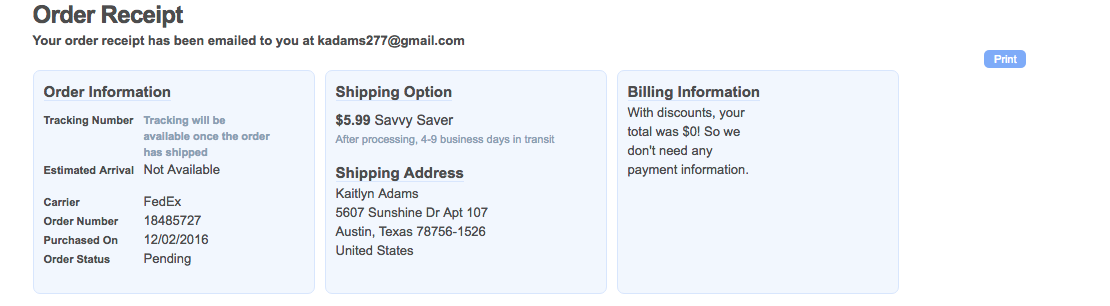 Order Receipt
Your order receipt has been emailed to you at kadams277@gmail.com
Print
Order Information
Tracking Number Tracking will be
available once the order
has shipped
Estimated Arrival Not Available
Carrier FedEx
Order Number 18485727
Purchased On 12/02/2016
Order Status Pending
Shipping Option
$5.99 Savvy Saver
After processing, 4-9 business days in transit
Shipping Address
Kaitlyn Adams
5607 Sunshine Dr Apt 107
Austin, Texas 78756-1526
United States
Billing Information
With discounts, your
total was $0! So we
don't need any
payment information.